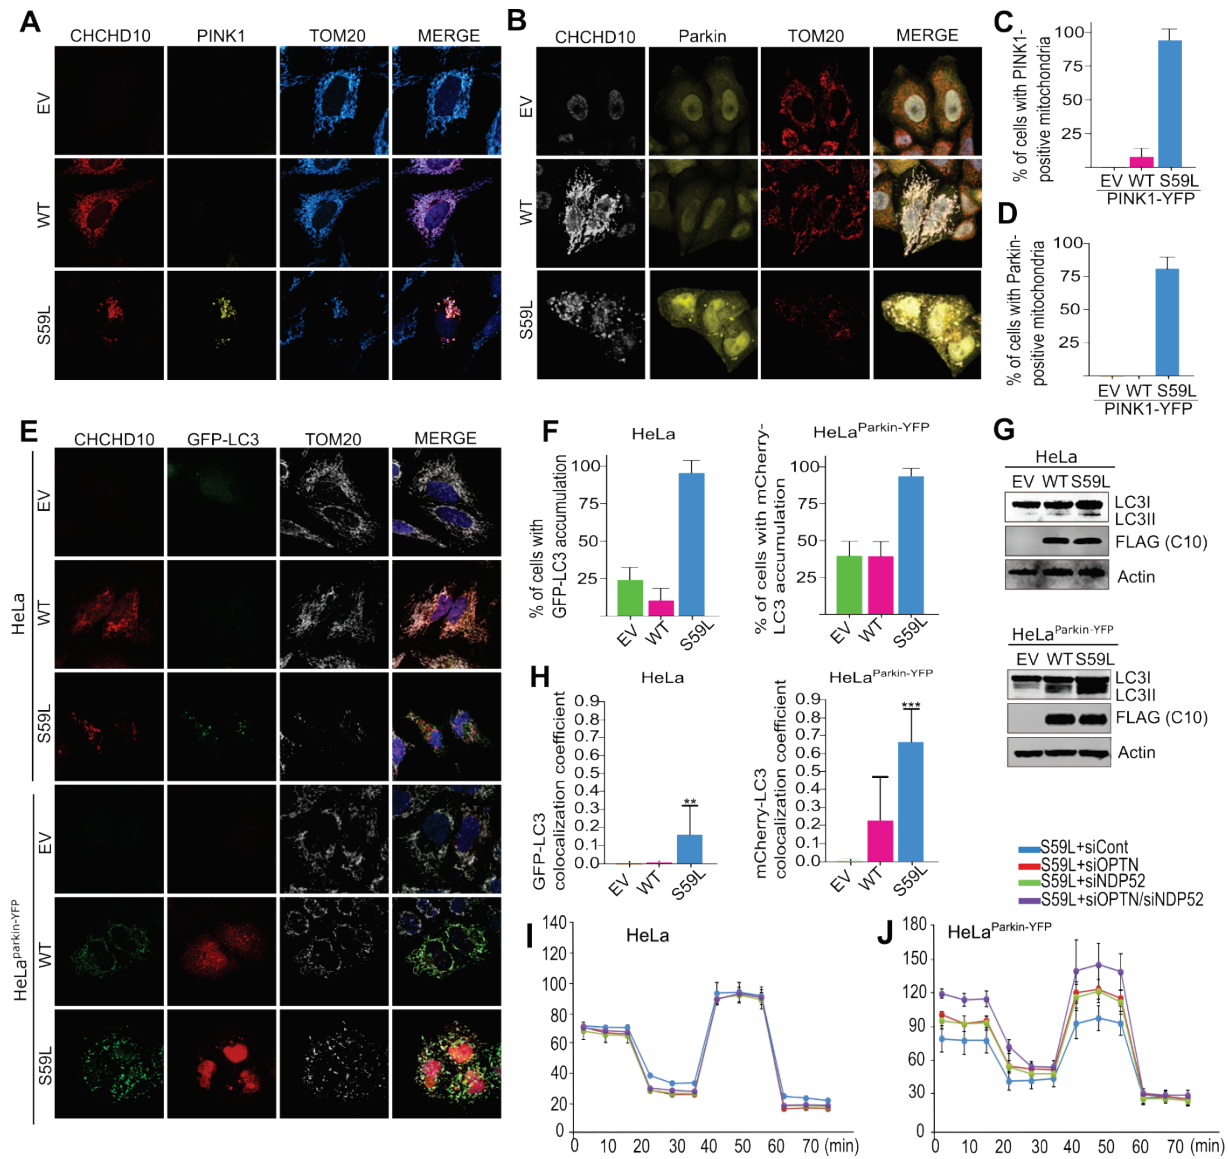 A
CHCHD10 PINK1 TOM20 MERGE
EV
WT
S59L
B
CHCHD10 Parkin TOM20 MERGE
EV
WT
S59L
C
% of cells with PINK1-
positive mitochondria
100
75
50
25
EV WT S59L
PINK1-YFP
D
% of cells with Parkin-
positive mitochondria
100
75
50
25
EV WT S59L
PINK1-YFP
E
CHCHD10 GFP-LC3 TOM20 MERGE
HeLa
EV
WT
S59L
HeLaparkin-YFP
EV
WT
S59L
F
HeLa
% of cells with
GFP-LC3 accumulation
100
75
50
25
EV WT S59L
HeLaParkin-YFP
% of cells with mCherry-
LC3 accumulation
100
75
50
25
EV WT S59L
G
HeLa
EV WT S59L
LC3I
LC3II
FLAG (C10)
Actin
HeLaParkin-YFP
EV WT S59L
LC3I
LC3II
FLAG (C10)
Actin
H
HeLa
GFP-LC3
colocalization coefficient
0.9
0.8
0.7
0.6
0.5
0.4
0.3
0.2
0.1
0.0
**
EV WT S59L
HeLaParkin-YFP
mCherry-LC3
colocalization coefficient
0.9
0.8
0.7
0.6
0.5
0.4
0.3
0.2
0.1
0.0
***
EV WT S59L
S59L+siCont
S59L+siOPTN
S59L+siNDP52
S59L+siOPTN/siNDP52
I
HeLa
140
120
100
80
60
40
20
0
0 10 20 30 40 50 60 70 (min)
J
HeLaParkin-YFP
180
150
120
90
60
30
0
0 10 20 30 40 50 60 70 (min)